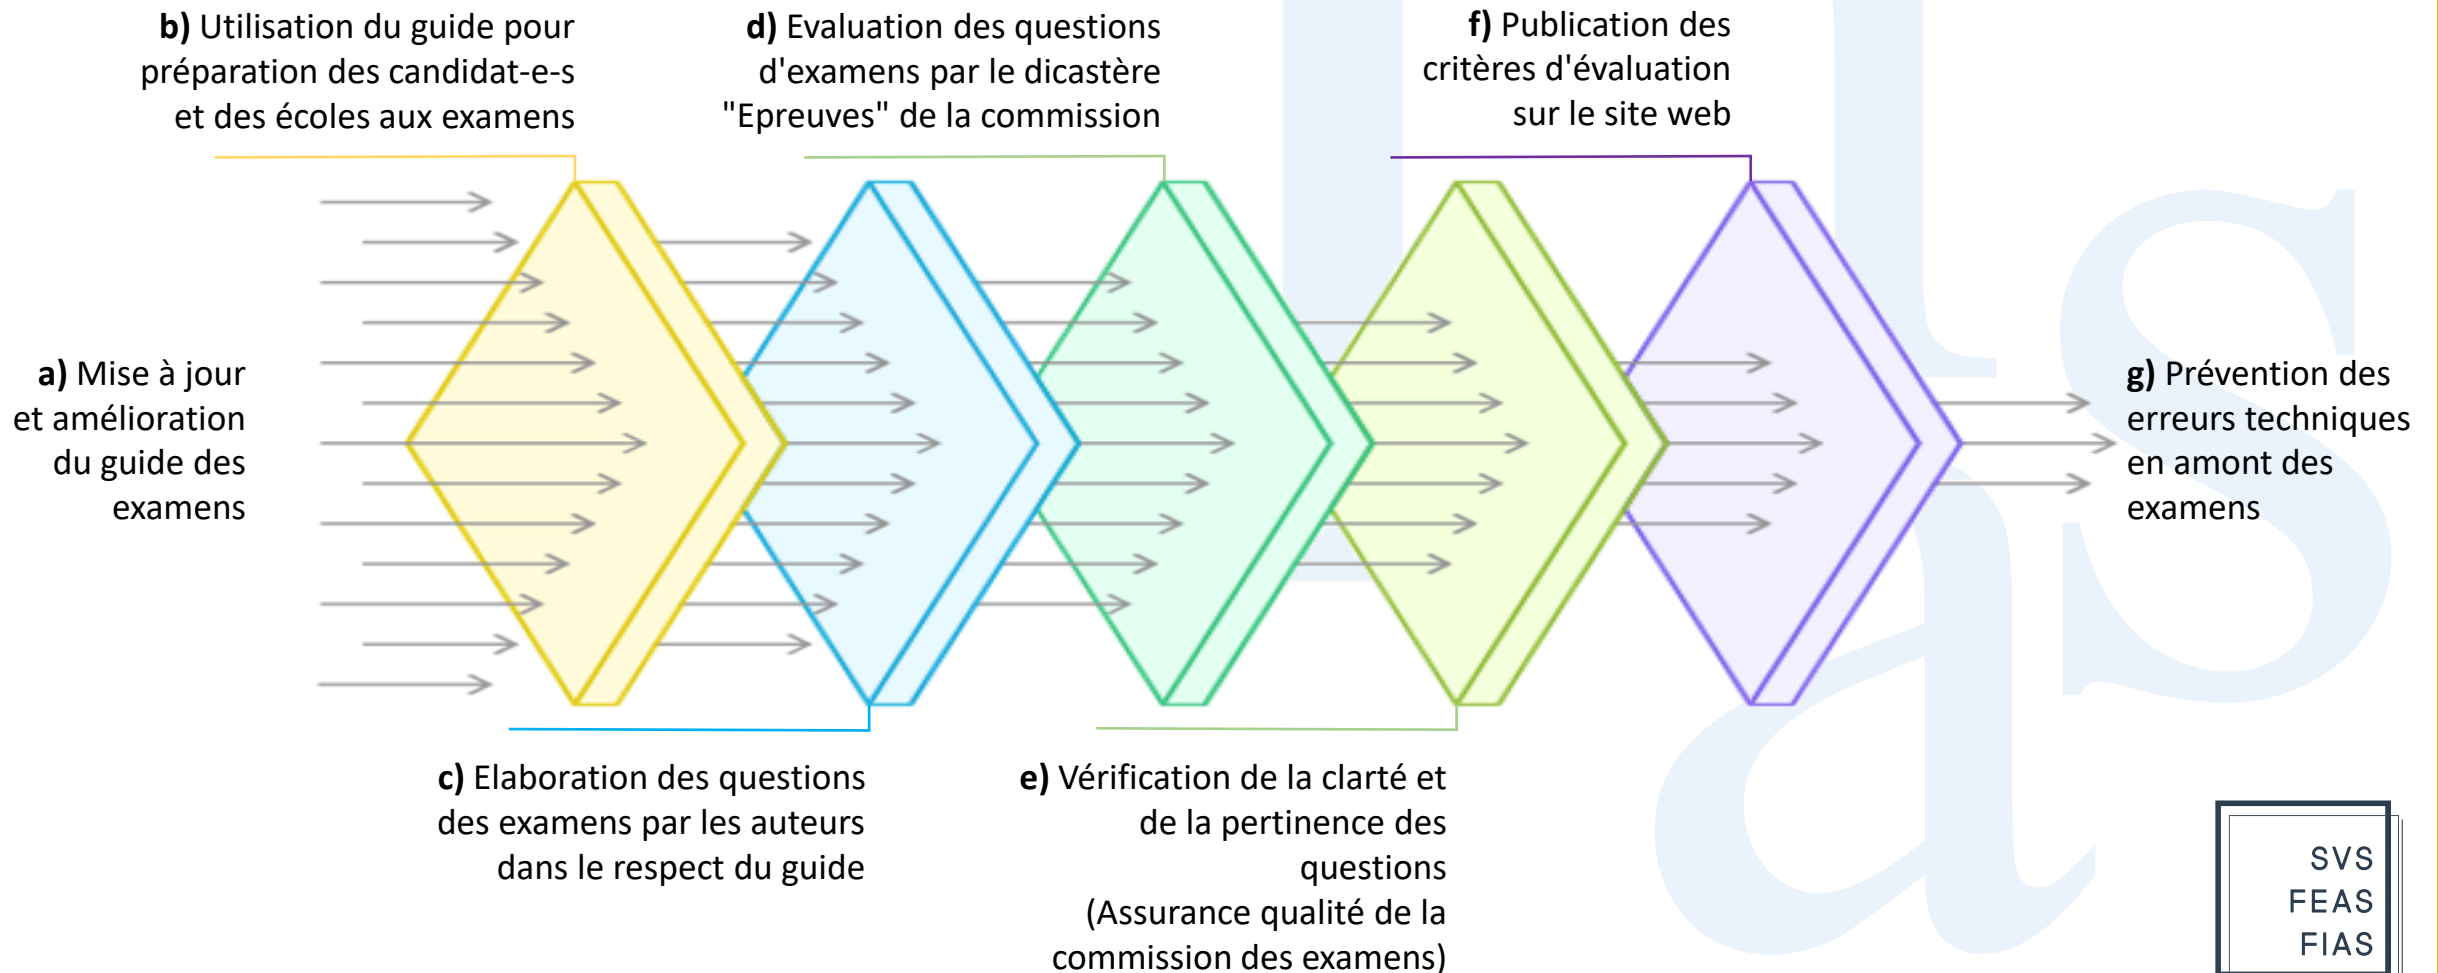 b) Utilisation du guide pour
préparation des candidat-e-s
et des écoles aux examens
d) Evaluation des questions
d'examens par le dicastère
"Epreuves" de la commission
f) Publication des
critères d'évaluation
sur le site web
a) Mise à jour
et amélioration
du guide des
examens
g) Prévention des
erreurs techniques
en amont des
examens
c) Elaboration des questions
des examens par les auteurs
dans le respect du guide
e) Vérification de la clarté et
de la pertinence des
questions
(Assurance qualité de la
commission des examens)
SVS
FEAS
FIAS